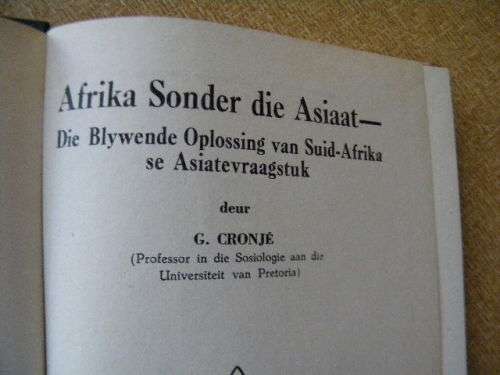 Afrika Sonder die Asiaat—
Die Blywende Oplossing van Suid-Afrika
se Asiatevraagstuk
deur
G. CRONJÉ
(Professor in die Sosiologie aan die
Universiteit van Pretoria)